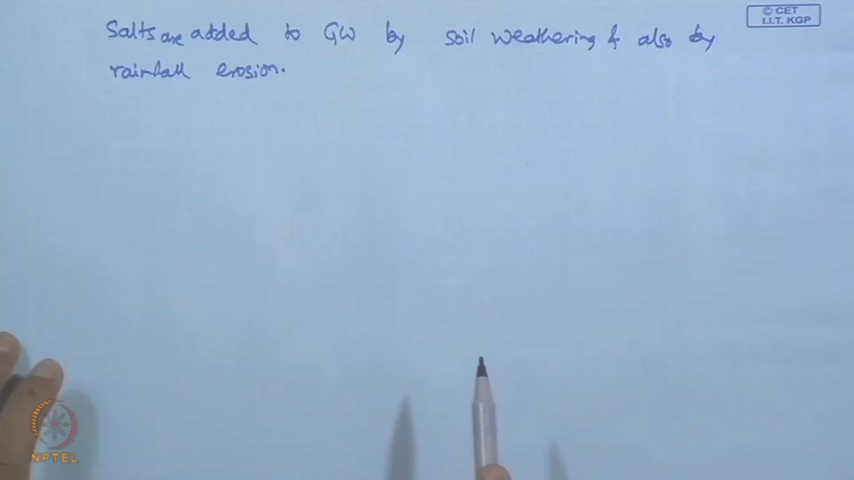 Salts are added to GW by soil weathering & also by
rainfall erosion.
© CET
I.I.T. KGP
NPTEL